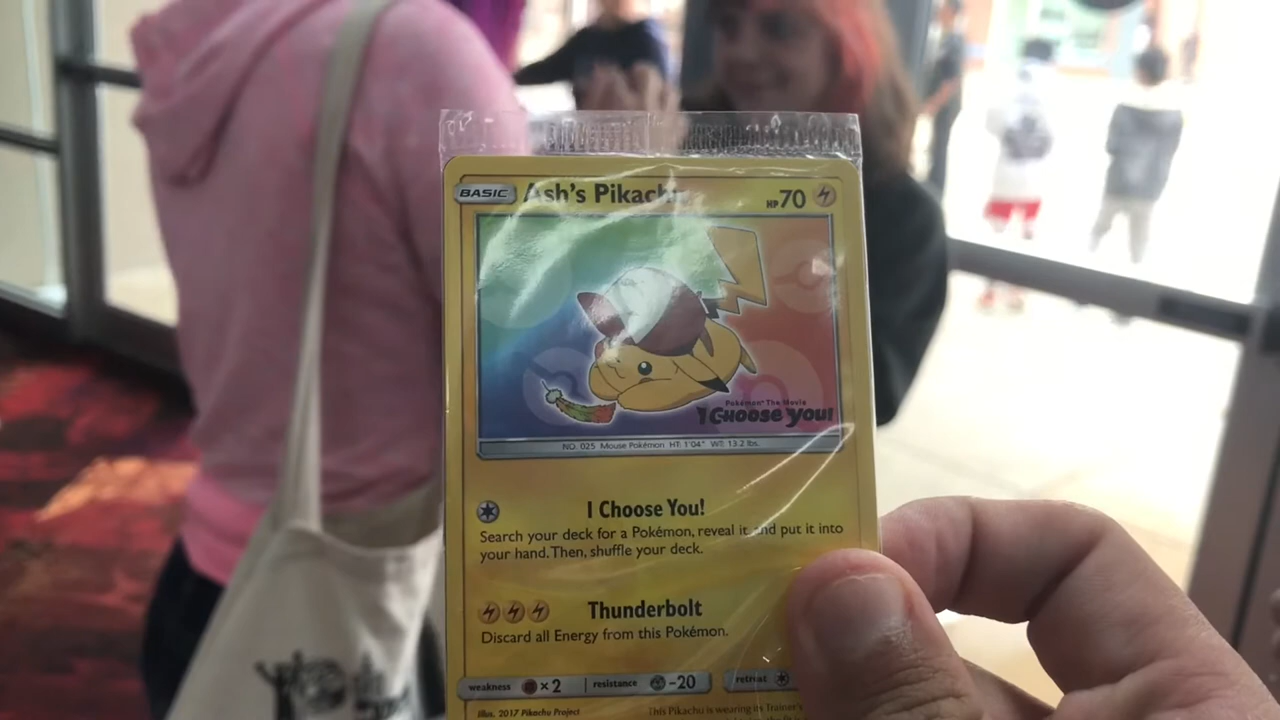 BASIC Ash's Pikachu HP 70
Pokémon The Movie
I Choose You!
NO. 025 Mouse Pokémon HT: 1'04" WT: 13.2 lbs.
I Choose You!
Search your deck for a Pokémon, reveal it and put it into
your hand. Then, shuffle your deck.
Thunderbolt
Discard all Energy from this Pokémon.
weakness ×2 resistance -20 retreat
Illus. 2017 Pikachu Project
This Pikachu is wearing its Trainer's